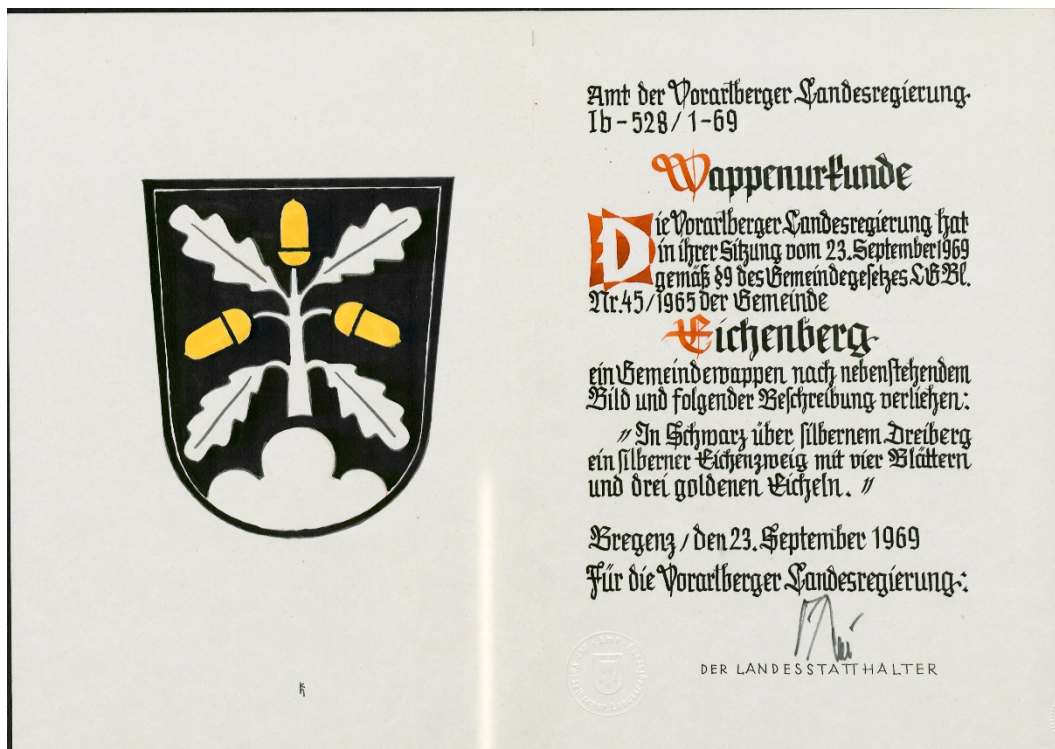 Amt der Vorarlberger Landesregierung
Ib-528/1-69
Wappenurkunde
Die Vorarlberger Landesregierung hat
in ihrer Sitzung vom 23. September 1969
gemäß §9 des Gemeindegesetzes LGBl.
Nr.45/1965 der Gemeinde
Eichenberg
ein Gemeindewappen nach nebenstehendem
Bild und folgender Beschreibung verliehen:
"In Schwarz über silbernem Dreiberg
ein silberner Eichenzweig mit vier Blättern
und drei goldenen Eicheln."
Bregenz, den 23. September 1969
Für die Vorarlberger Landesregierung:
DER LANDESSTATTHALTER